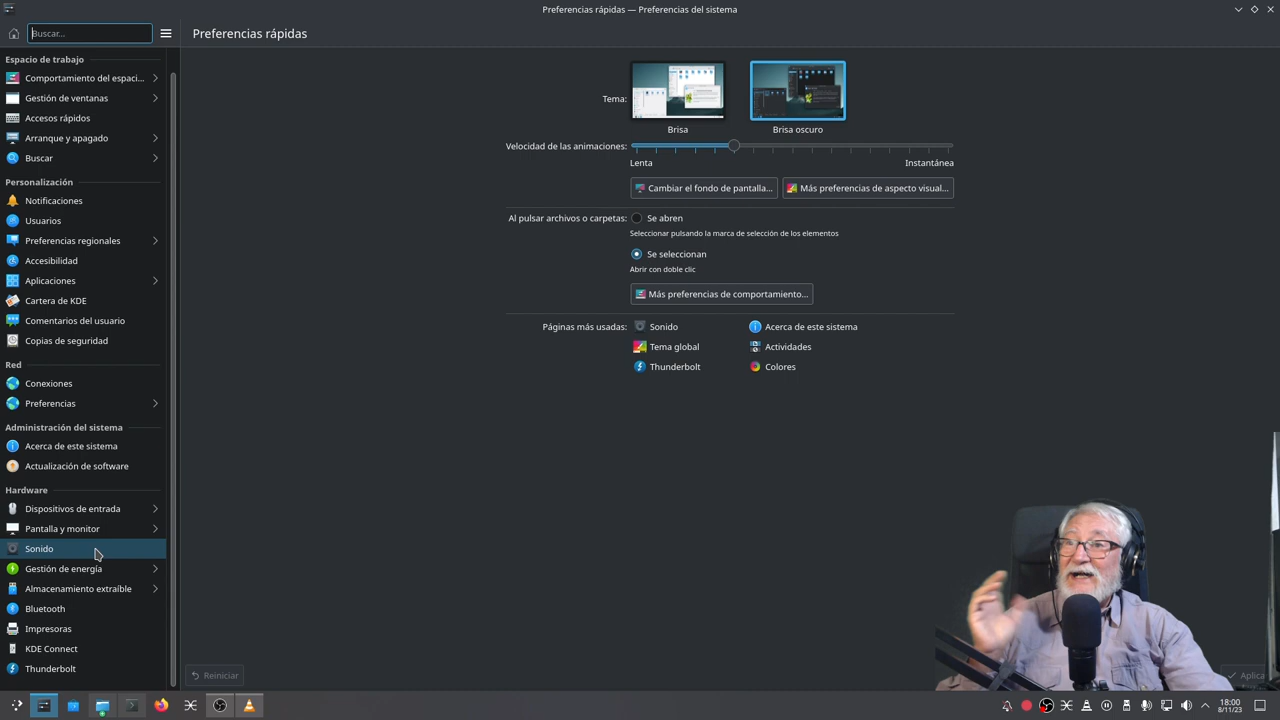 Preferencias rápidas — Preferencias del sistema
Buscar...
Preferencias rápidas
Espacio de trabajo
Comportamiento del espaci...
Gestión de ventanas
Accesos rápidos
Arranque y apagado
Buscar
Personalización
Notificaciones
Usuarios
Preferencias regionales
Accesibilidad
Aplicaciones
Cartera de KDE
Comentarios del usuario
Copias de seguridad
Red
Conexiones
Preferencias
Administración del sistema
Acerca de este sistema
Actualización de software
Hardware
Dispositivos de entrada
Pantalla y monitor
Sonido
Gestión de energía
Almacenamiento extraíble
Bluetooth
Impresoras
KDE Connect
Thunderbolt
Tema:
Brisa
Brisa oscuro
Velocidad de las animaciones:
Lenta
Instantánea
Cambiar el fondo de pantalla...
Más preferencias de aspecto visual...
Al pulsar archivos o carpetas:
Se abren
Seleccionar pulsando la marca de selección de los elementos
Se seleccionan
Abrir con doble clic
Más preferencias de comportamiento...
Páginas más usadas:
Sonido
Acerca de este sistema
Tema global
Actividades
Thunderbolt
Colores
Reiniciar
Aplica
18:00
8/11/23